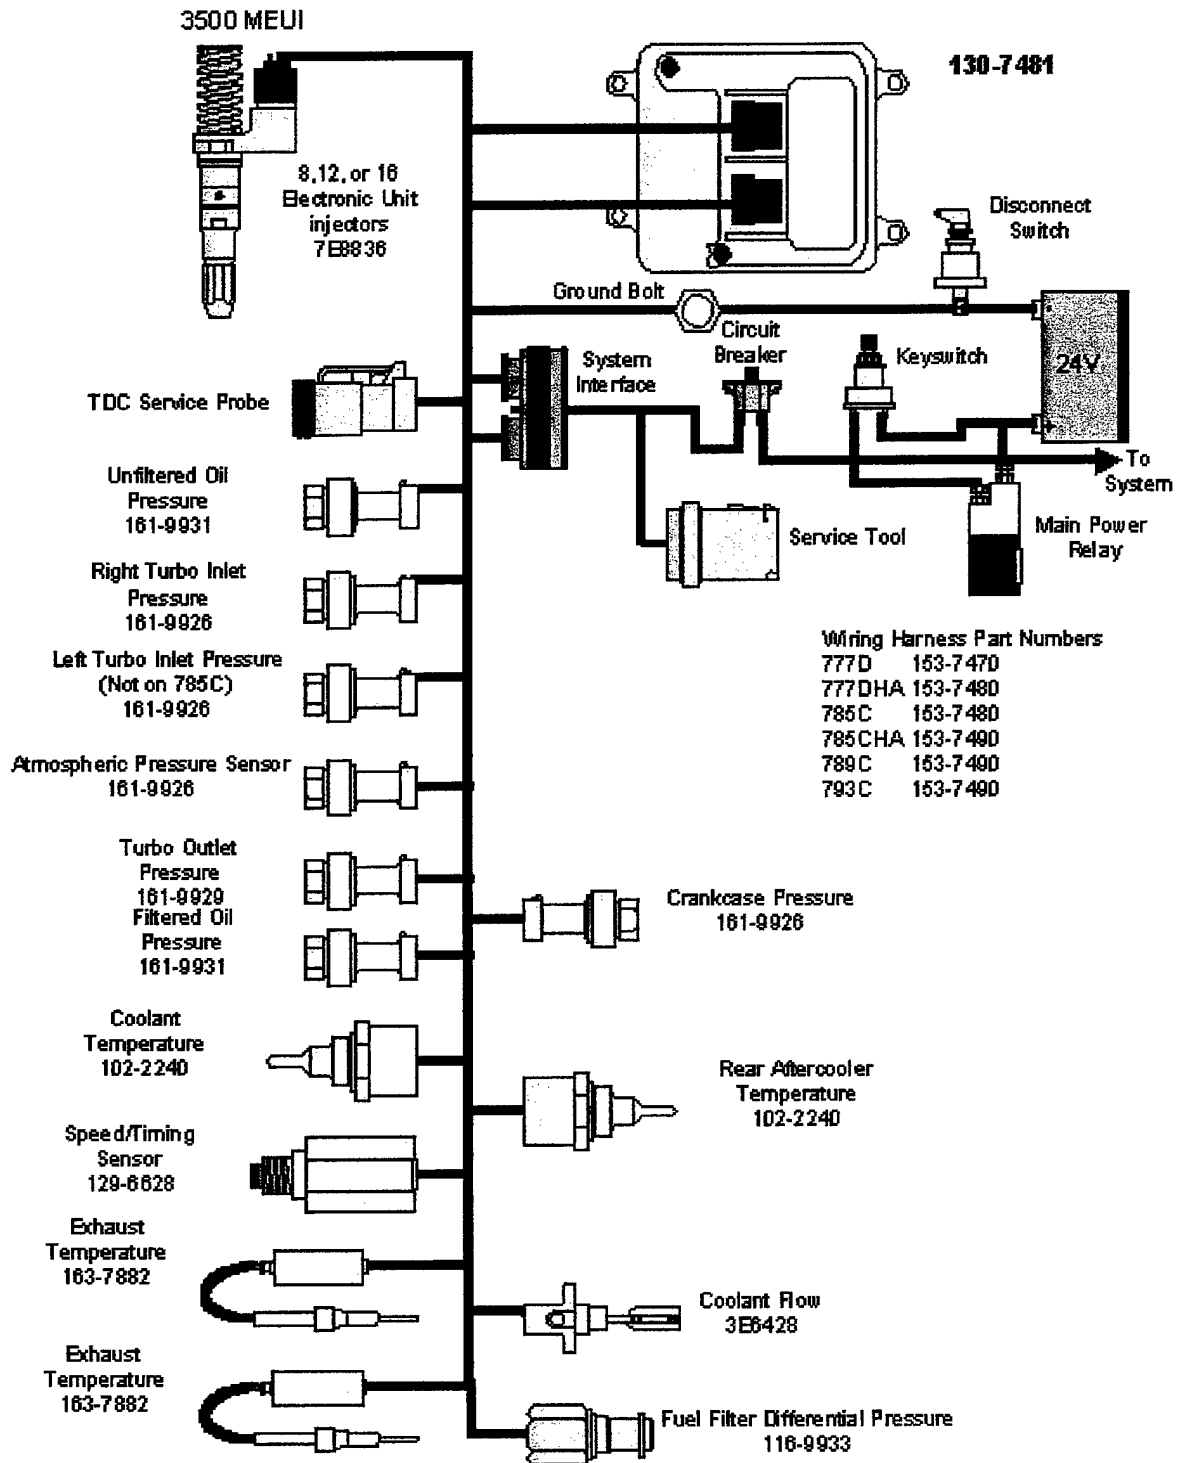 3500 MEUI
130-7481
8,12, or 16
Electronic Unit
injectors
7E8836
Disconnect
Switch
Ground Bolt
Circuit
Breaker
System
Interface
Keyswitch
-
24V
+
TDC Service Probe
To
System
Unfiltered Oil
Pressure
161-9931
Service Tool
Main Power
Relay
Right Turbo Inlet
Pressure
161-9926
Left Turbo Inlet Pressure
(Not on 785C)
161-9926
Wiring Harness Part Numbers
777D 153-7470
777DHA 153-7480
785C 153-7480
785CHA 153-7490
789C 153-7490
793C 153-7490
Atmospheric Pressure Sensor
161-9926
Turbo Outlet
Pressure
161-9929
Filtered Oil
Pressure
161-9931
Crankcase Pressure
161-9926
Coolant
Temperature
102-2240
Rear Aftercooler
Temperature
102-2240
Speed/Timing
Sensor
129-6628
Exhaust
Temperature
163-7882
Coolant Flow
3E6428
Exhaust
Temperature
163-7882
Fuel Filter Differential Pressure
116-9933